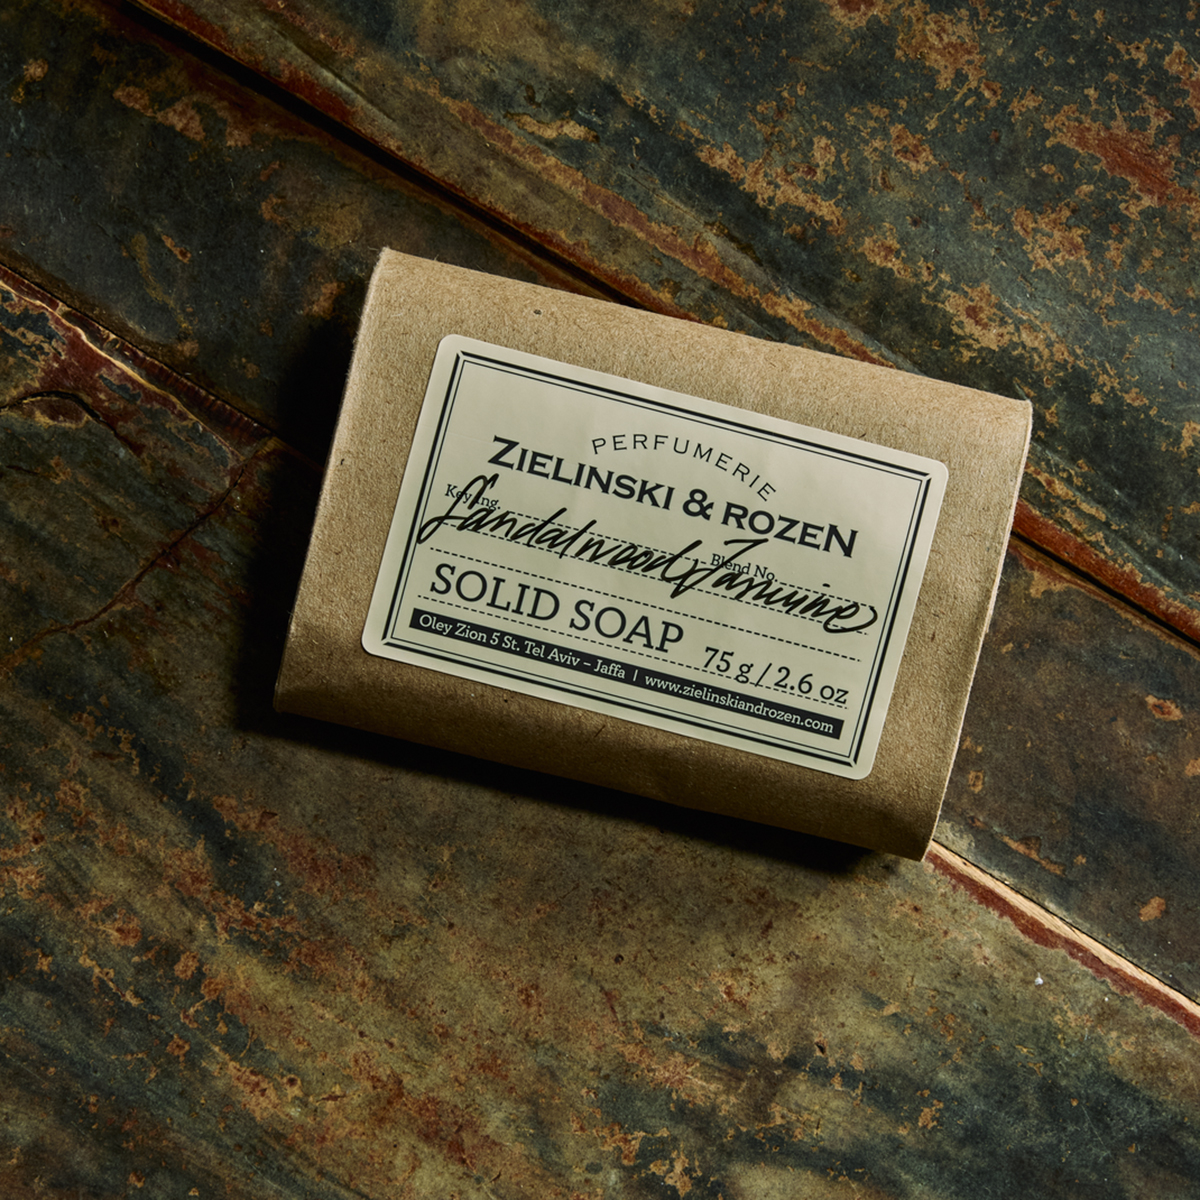 PERFUMERIE
ZIELINSKI & ROZEN
Key Ing.
Sandalwood, Jasmine
Blend No.
SOLID SOAP 75 g / 2.6 oz
Oley Zion 5 St. Tel Aviv – Jaffa | www.zielinskiandrozen.com